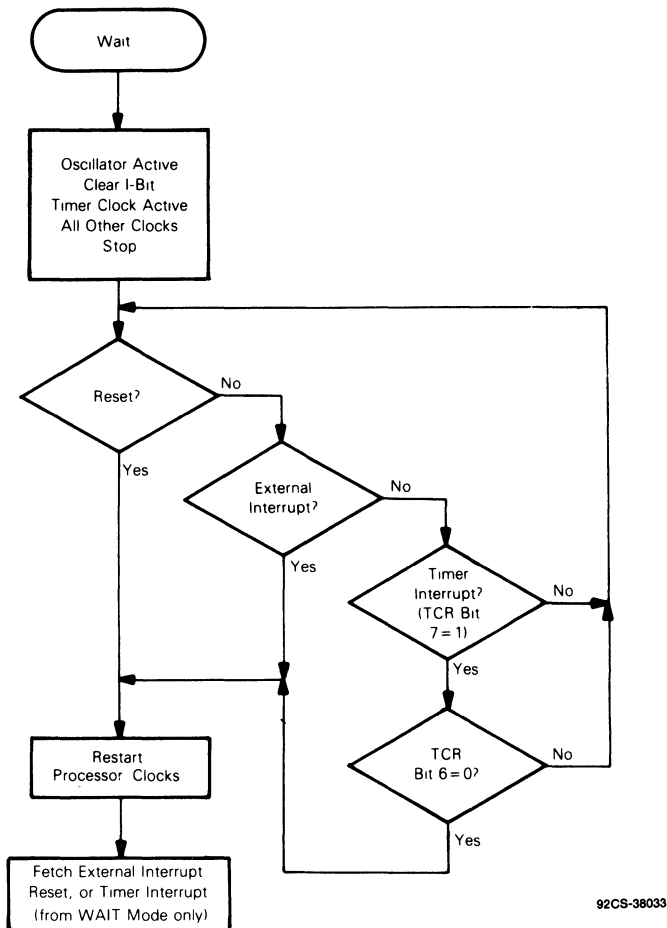 Wait
Oscillator Active
Clear I-Bit
Timer Clock Active
All Other Clocks
Stop
Reset?
No
Yes
External
Interrupt?
No
Yes
Timer
Interrupt?
(TCR Bit
7 = 1)
No
Yes
TCR
Bit 6 = 0?
No
Yes
Restart
Processor Clocks
Fetch External Interrupt
Reset, or Timer Interrupt
(from WAIT Mode only)
92CS-38033